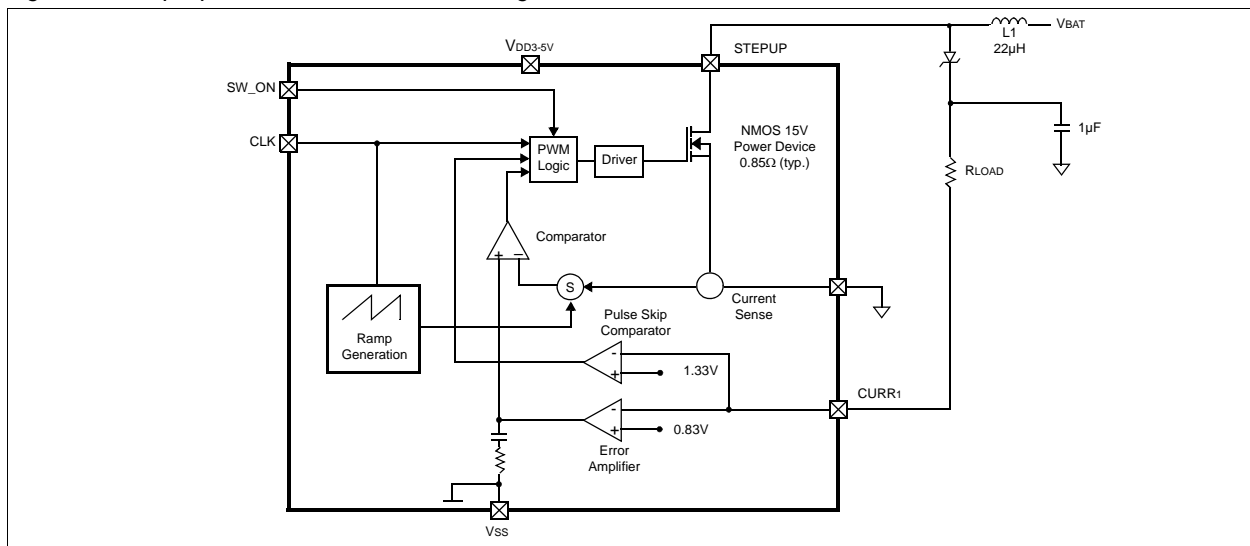 VDD3-5V
STEPUP
L1
22µH
VBAT
SW_ON
CLK
PWM
Logic
Driver
NMOS 15V
Power Device
0.85Ω (typ.)
1µF
RLOAD
Comparator
+
–
S
Current
Sense
Ramp
Generation
Pulse Skip
Comparator
-
+
1.33V
CURR1
-
+
0.83V
Error
Amplifier
VSS